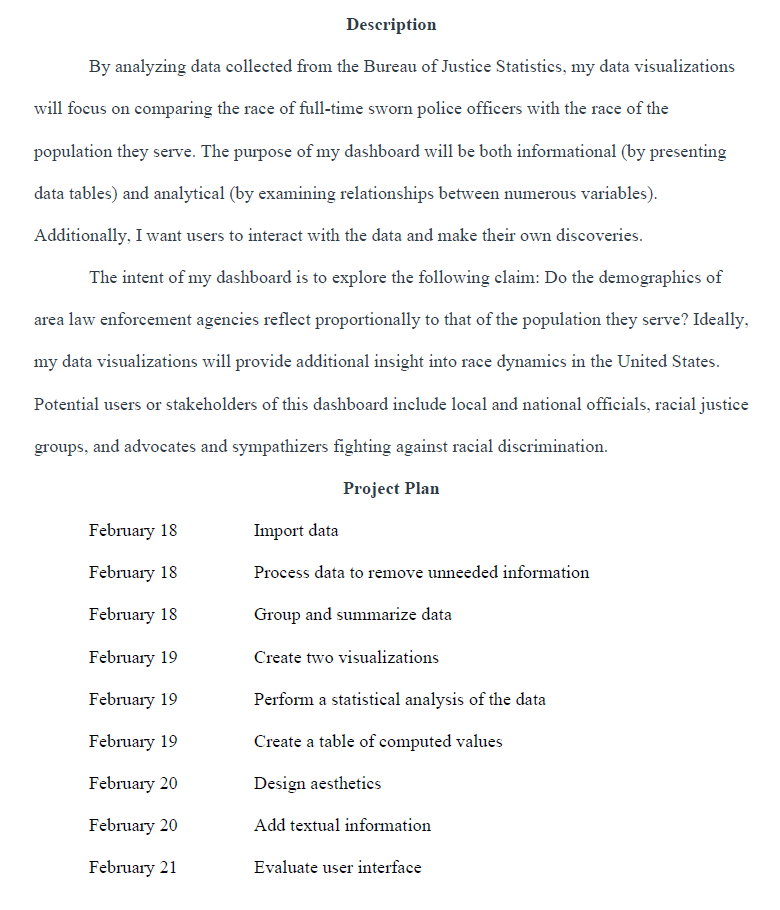 Description
By analyzing data collected from the Bureau of Justice Statistics, my data visualizations
will focus on comparing the race of full-time sworn police officers with the race of the
population they serve. The purpose of my dashboard will be both informational (by presenting
data tables) and analytical (by examining relationships between numerous variables).
Additionally, I want users to interact with the data and make their own discoveries.
The intent of my dashboard is to explore the following claim: Do the demographics of
area law enforcement agencies reflect proportionally to that of the population they serve? Ideally,
my data visualizations will provide additional insight into race dynamics in the United States.
Potential users or stakeholders of this dashboard include local and national officials, racial justice
groups, and advocates and sympathizers fighting against racial discrimination.
Project Plan
February 18 Import data
February 18 Process data to remove unneeded information
February 18 Group and summarize data
February 19 Create two visualizations
February 19 Perform a statistical analysis of the data
February 19 Create a table of computed values
February 20 Design aesthetics
February 20 Add textual information
February 21 Evaluate user interface